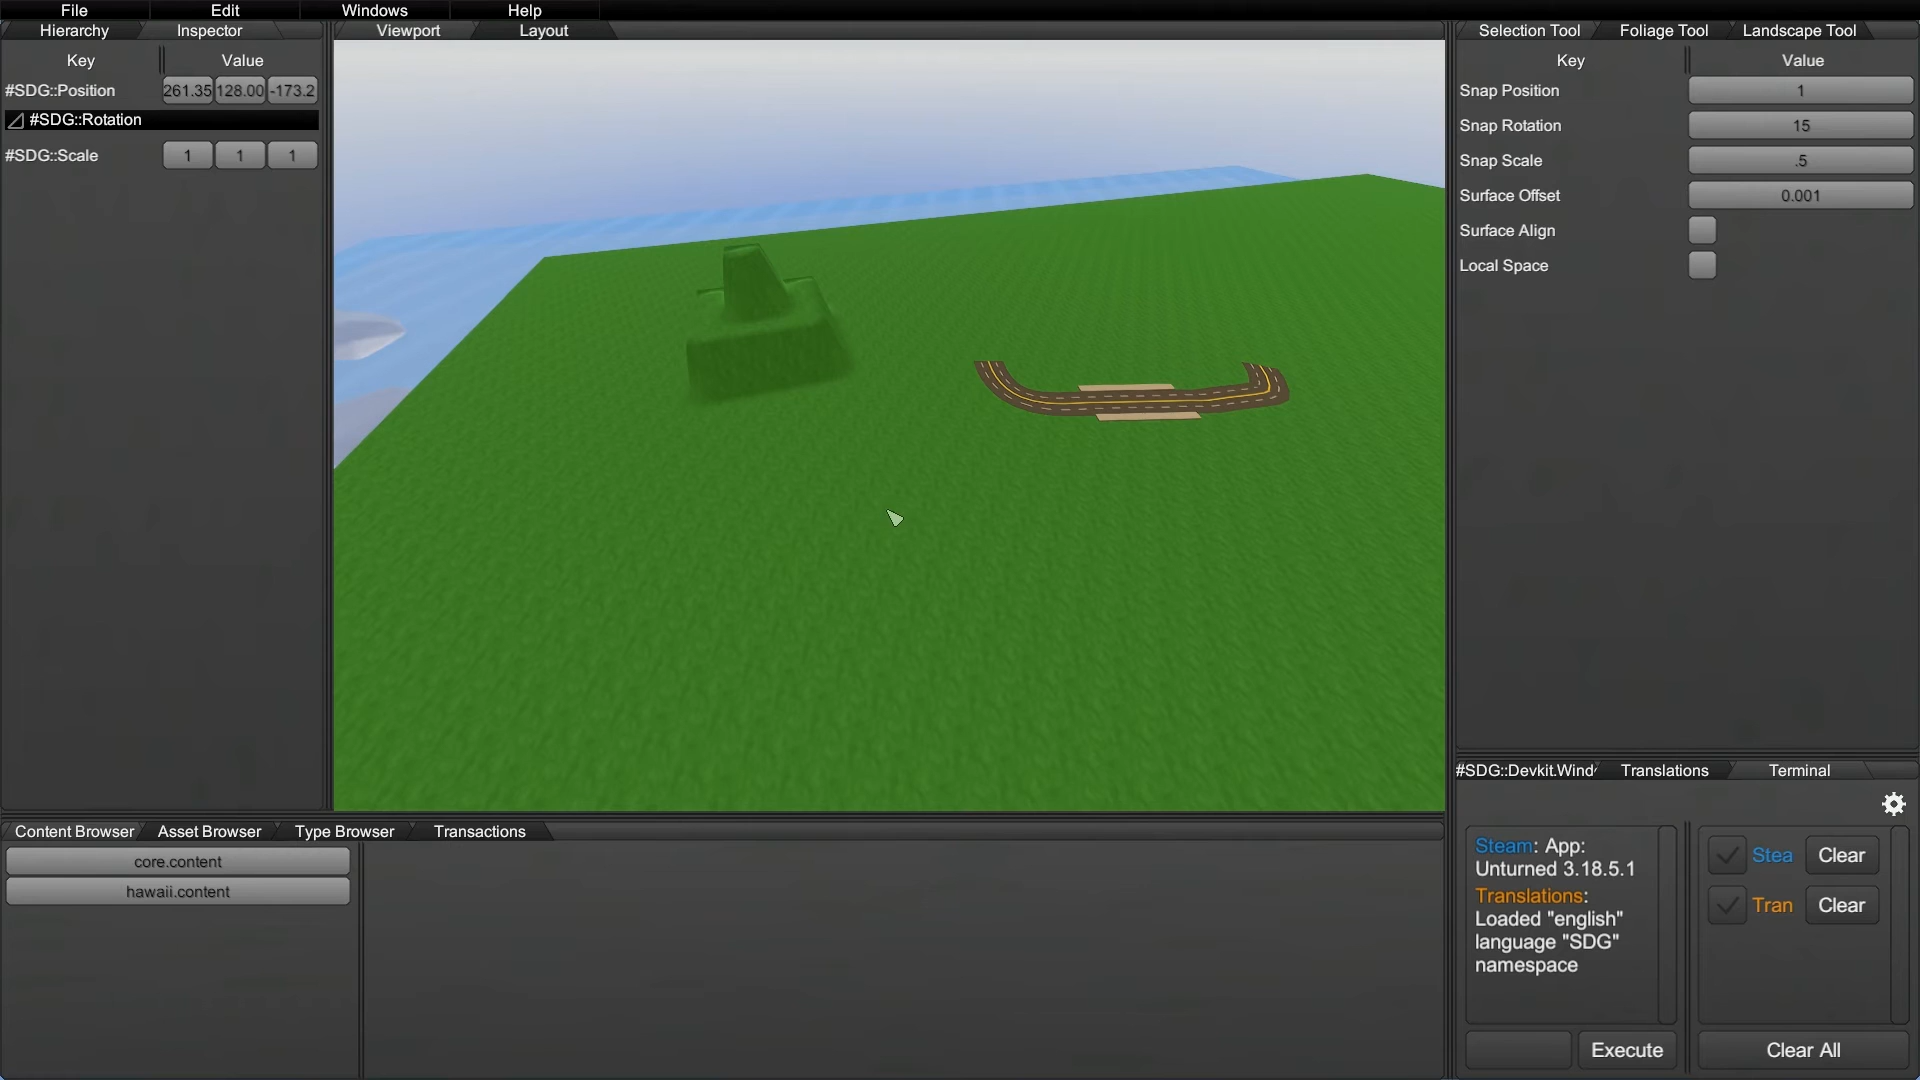 File Edit Windows Help
Hierarchy Inspector
Key Value
#SDG::Position 261.35 128.00 -173.2
#SDG::Rotation
#SDG::Scale 1 1 1
Viewport Layout
Selection Tool Foliage Tool Landscape Tool
Key Value
Snap Position 1
Snap Rotation 15
Snap Scale .5
Surface Offset 0.001
Surface Align
Local Space
Content Browser Asset Browser Type Browser Transactions
core.content
hawaii.content
#SDG::Devkit.Wind Translations Terminal
Steam: App:
Unturned 3.18.5.1
Translations:
Loaded "english"
language "SDG"
namespace
Stea Clear
Tran Clear
Execute
Clear All